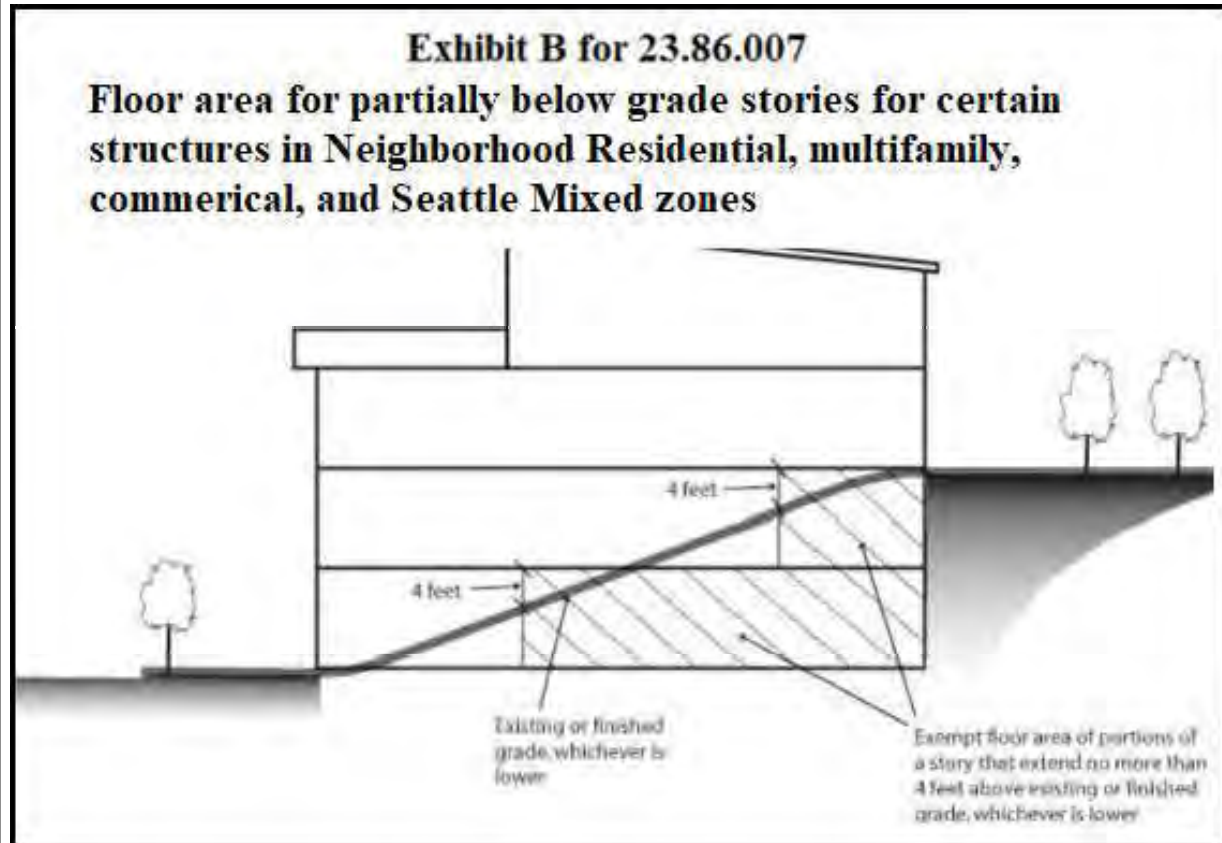 Exhibit B for 23.86.007
Floor area for partially below grade stories for certain
structures in Neighborhood Residential, multifamily,
commerical, and Seattle Mixed zones
4 feet
4 feet
Existing or finished
grade, whichever is
lower
Exempt floor area of portions of
a story that extend no more than
4 feet above existing or finished
grade, whichever is lower